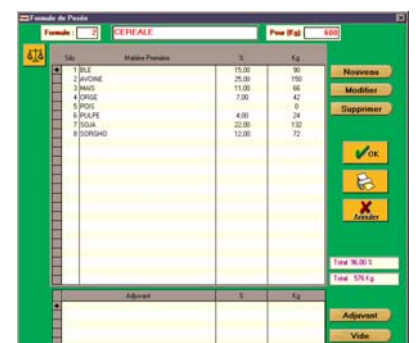 Formule de Pesée
Formule : 2 CEREALE Pour (Kg) : 600
Silo Matière Première % Kg
1 BLE 15,00 90
2 AVOINE 25,00 150
3 MAIS 11,00 66
4 ORGE 7,00 42
5 POIS 0
6 PULPE 4,00 24
7 SOJA 22,00 132
8 SORGHO 12,00 72
Nouveau
Modifier
Supprimer
OK
Annuler
Total 96,00 %
Total 576 Kg
Adjuvant % Kg
Adjuvant
Vide